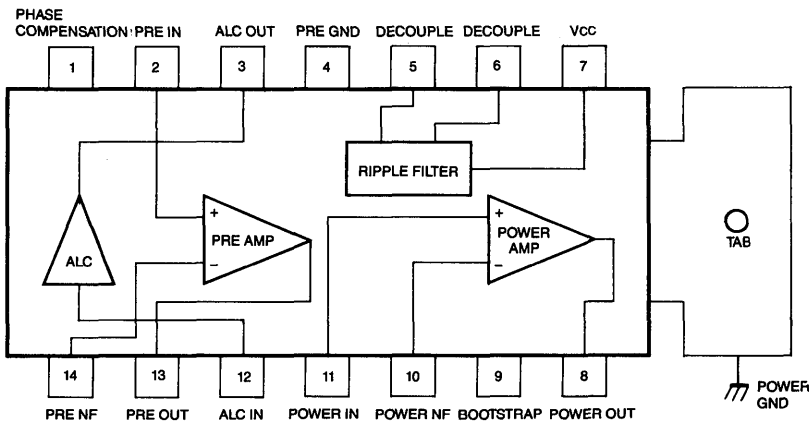 PHASE
COMPENSATION PRE IN ALC OUT PRE GND DECOUPLE DECOUPLE VCC
1 2 3 4 5 6 7
RIPPLE FILTER
+ +
PRE AMP
POWER
AMP
ALC
− −
TAB
14 13 12 11 10 9 8
PRE NF PRE OUT ALC IN POWER IN POWER NF BOOTSTRAP POWER OUT
POWER
GND